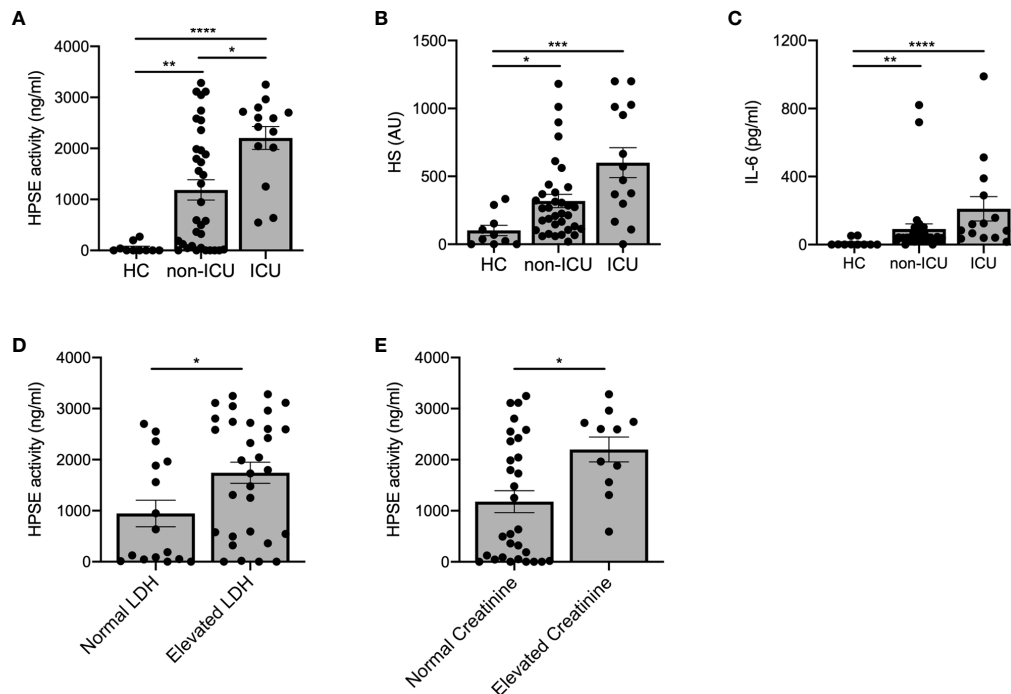 A
****
**
*
HPSE activity (ng/ml)
4000
3000
2000
1000
0
HC non-ICU ICU
B
***
*
HS (AU)
1500
1000
500
0
HC non-ICU ICU
C
****
**
IL-6 (pg/ml)
1200
800
400
0
HC non-ICU ICU
D
*
HPSE activity (ng/ml)
4000
3000
2000
1000
0
Normal LDH
Elevated LDH
E
*
HPSE activity (ng/ml)
4000
3000
2000
1000
0
Normal Creatinine
Elevated Creatinine